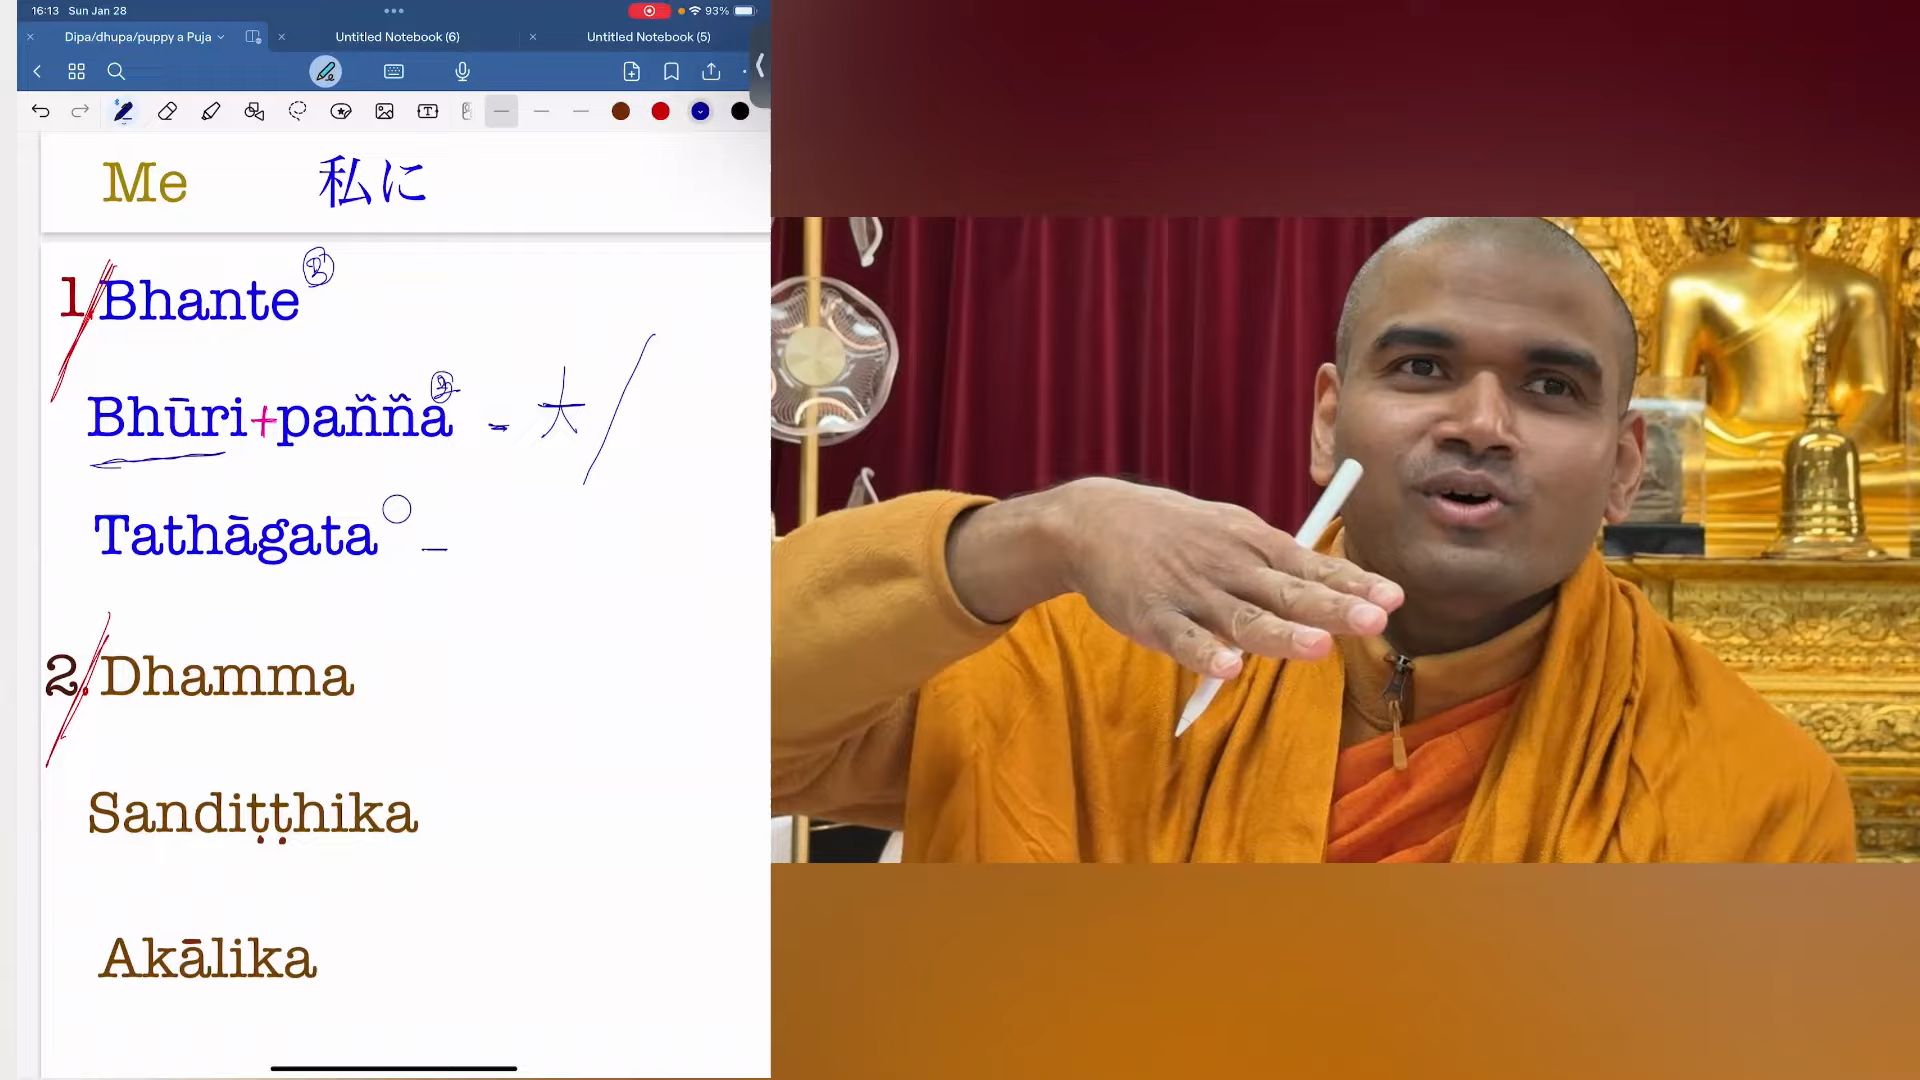 16:13 Sun Jan 28 93%
Dipa/dhupa/puppy a Puja Untitled Notebook (6) Untitled Notebook (5)
Me 私に
1.Bhante
Bhūri+pañña - 大
Tathāgata -
2.Dhamma
Sandiṭṭhika
Akālika